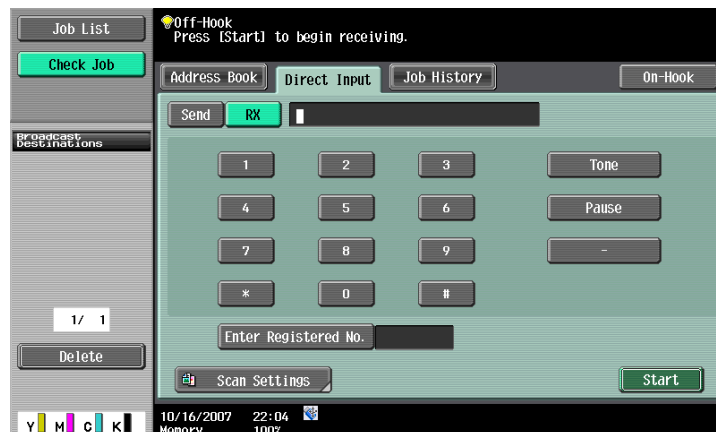 Job List
Check Job
Broadcast
Destinations
1/ 1
Delete
Y M C K
Off-Hook
Press [Start] to begin receiving.
Address Book
Direct Input
Job History
On-Hook
Send
RX
1
2
3
Tone
4
5
6
Pause
7
8
9
-
*
0
#
Enter Registered No.
Scan Settings
Start
10/16/2007 22:04
Memory 100%